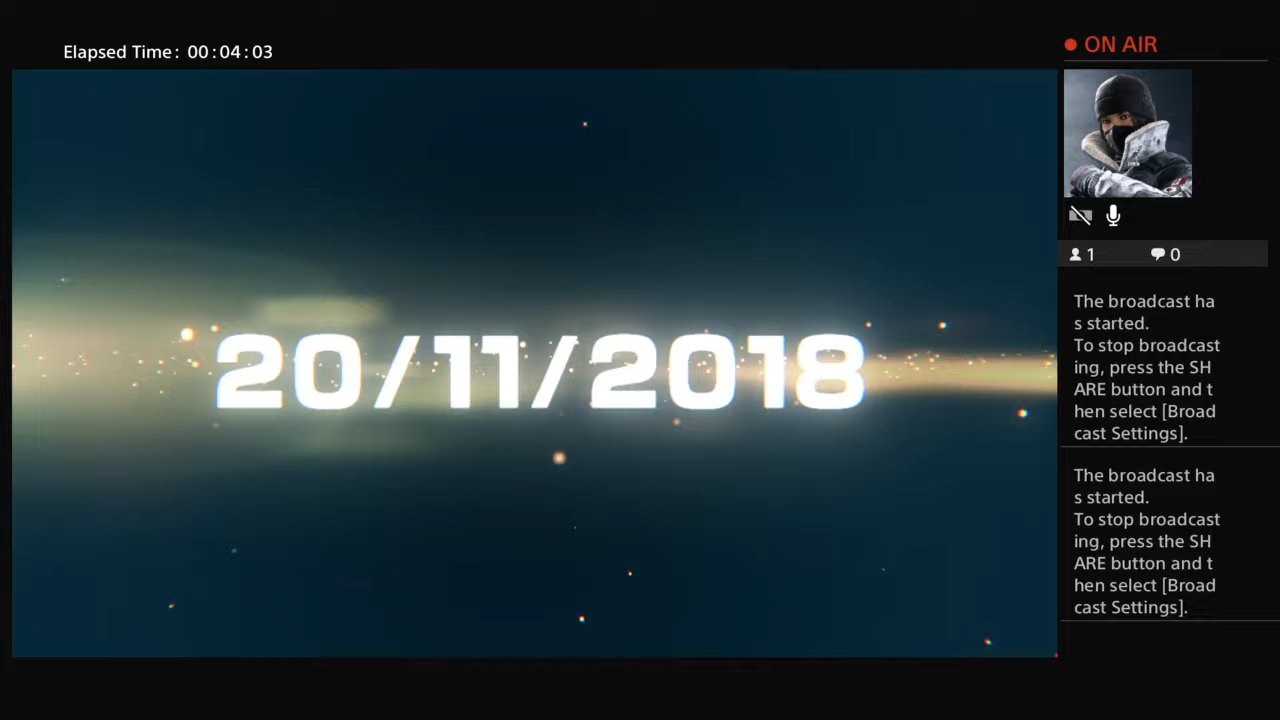 Elapsed Time: 00:04:03
ON AIR
20/11/2018
1
0
The broadcast ha
s started.
To stop broadcast
ing, press the SH
ARE button and t
hen select [Broad
cast Settings].
The broadcast ha
s started.
To stop broadcast
ing, press the SH
ARE button and t
hen select [Broad
cast Settings].